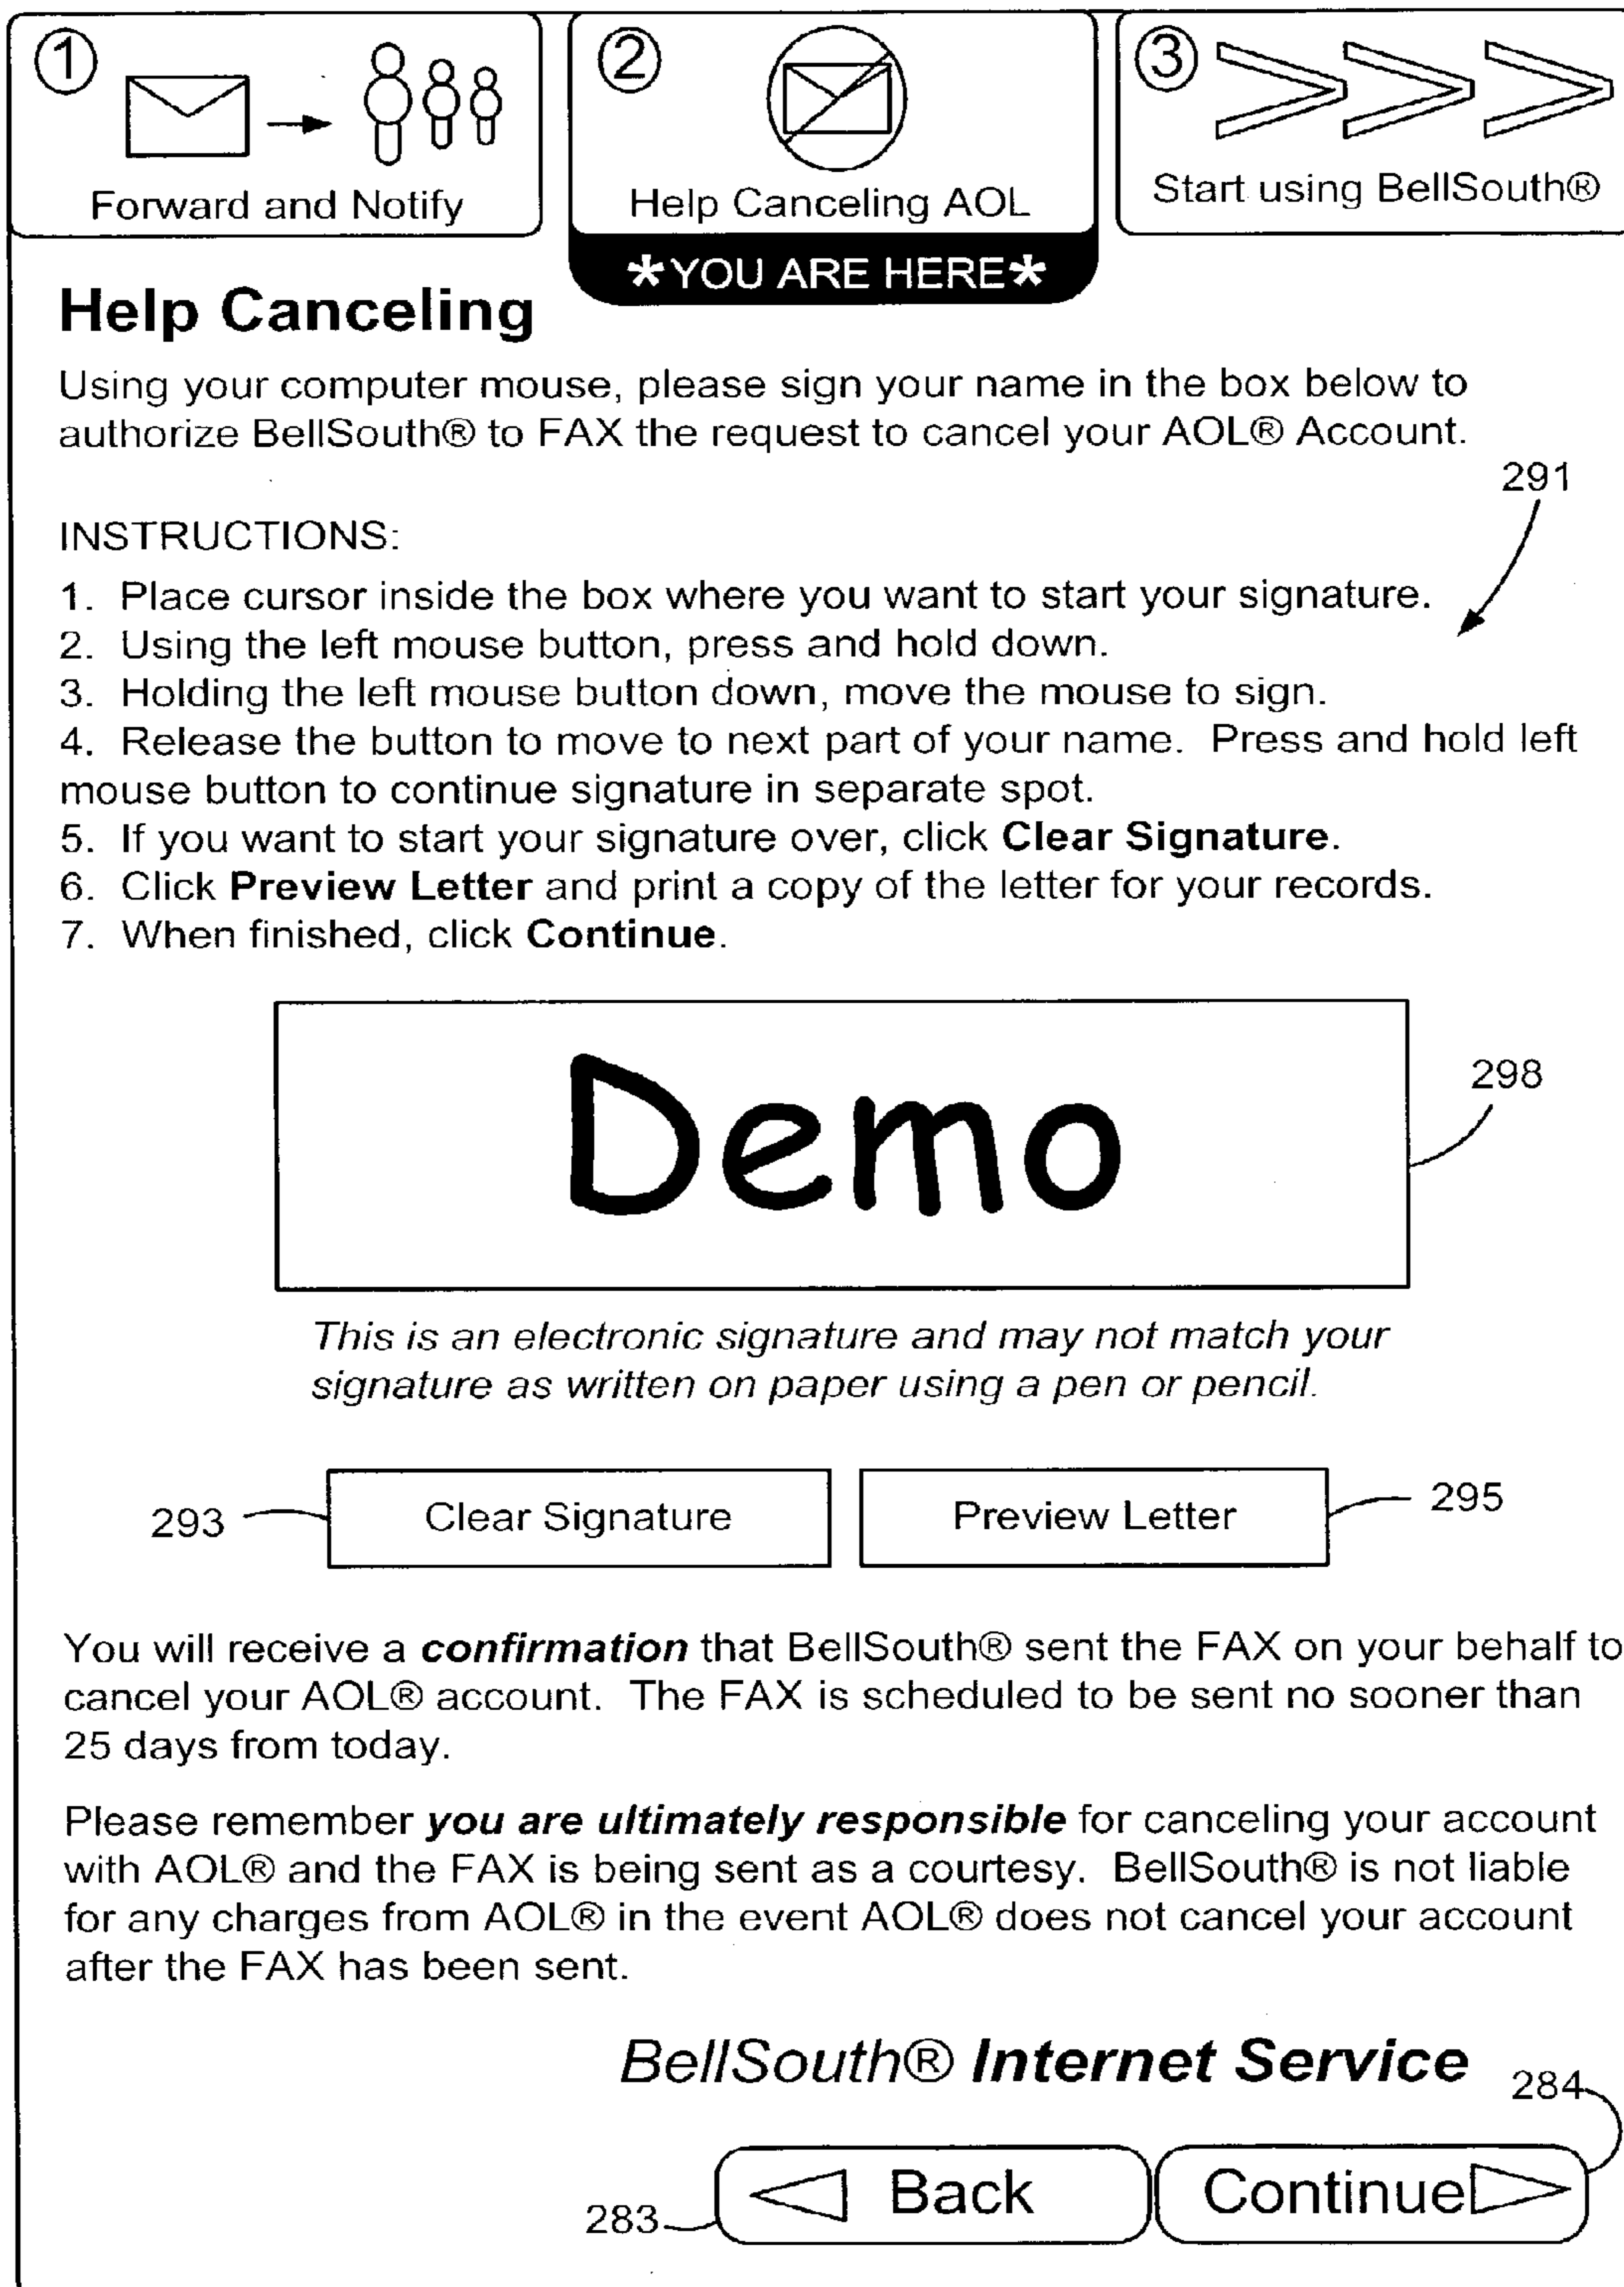 1
Forward and Notify
2
Help Canceling AOL
*YOU ARE HERE*
3
Start using BellSouth®
Help Canceling
Using your computer mouse, please sign your name in the box below to
authorize BellSouth® to FAX the request to cancel your AOL® Account.
291
INSTRUCTIONS:
1. Place cursor inside the box where you want to start your signature.
2. Using the left mouse button, press and hold down.
3. Holding the left mouse button down, move the mouse to sign.
4. Release the button to move to next part of your name. Press and hold left
mouse button to continue signature in separate spot.
5. If you want to start your signature over, click Clear Signature.
6. Click Preview Letter and print a copy of the letter for your records.
7. When finished, click Continue.
Demo
298
This is an electronic signature and may not match your
signature as written on paper using a pen or pencil.
293
Clear Signature
Preview Letter
295
You will receive a confirmation that BellSouth® sent the FAX on your behalf to
cancel your AOL® account. The FAX is scheduled to be sent no sooner than
25 days from today.
Please remember you are ultimately responsible for canceling your account
with AOL® and the FAX is being sent as a courtesy. BellSouth® is not liable
for any charges from AOL® in the event AOL® does not cancel your account
after the FAX has been sent.
BellSouth® Internet Service
284
283
Back
Continue